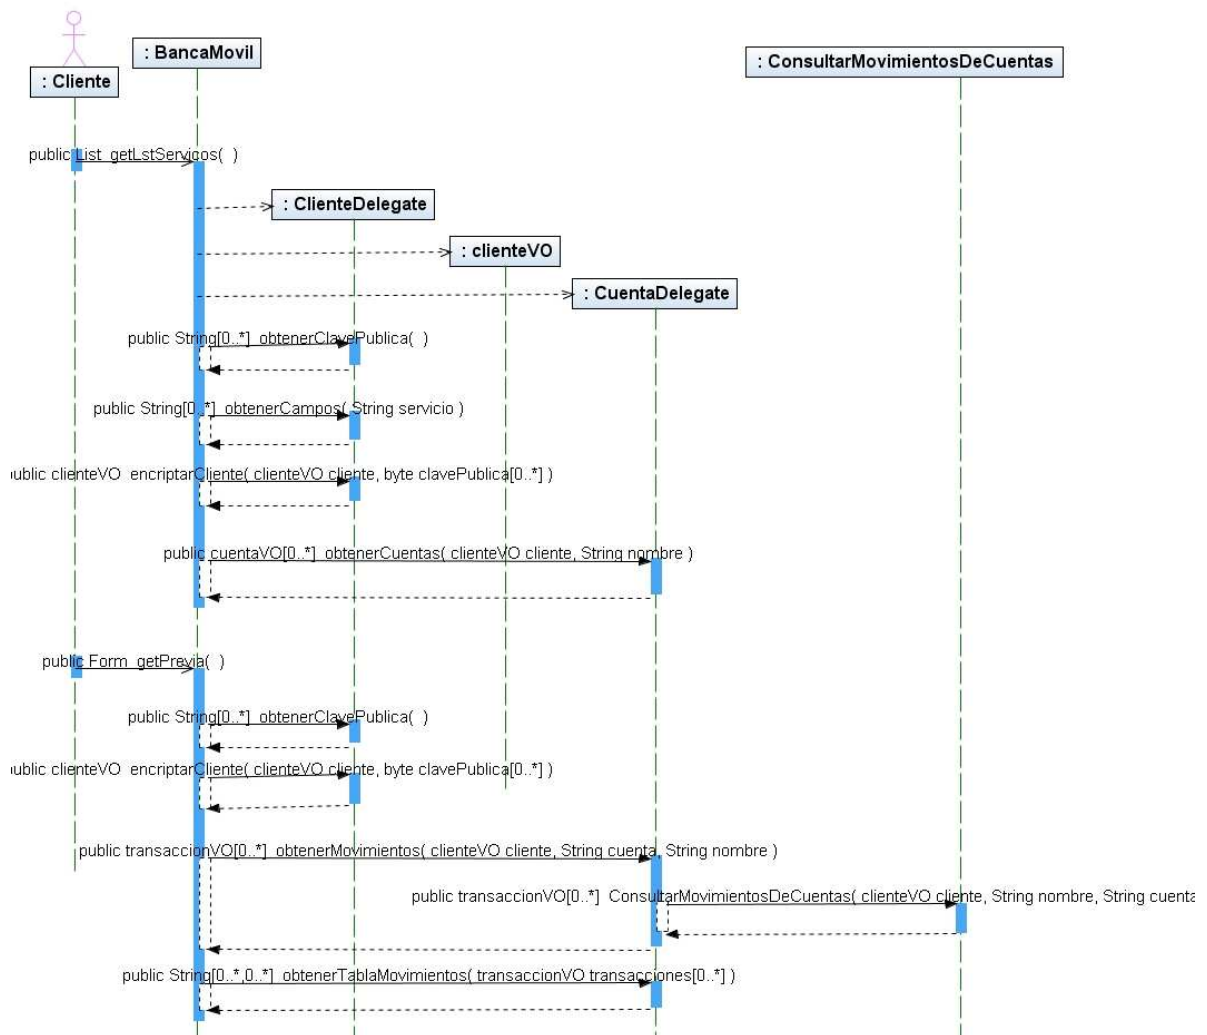 : BancaMovil
: ConsultarMovimientosDeCuentas
: Cliente
public List getLstServicos( )
: ClienteDelegate
: clienteVO
: CuentaDelegate
public String[0..*] obtenerClavePublica( )
public String[0..*] obtenerCampos( String servicio )
ublic clienteVO encriptarCliente( clienteVO cliente, byte clavePublica[0..*] )
public cuentaVO[0..*] obtenerCuentas( clienteVO cliente, String nombre )
public Form getPrevia( )
public String[0..*] obtenerClavePublica( )
ublic clienteVO encriptarCliente( clienteVO cliente, byte clavePublica[0..*] )
public transaccionVO[0..*] obtenerMovimientos( clienteVO cliente, String cuenta, String nombre )
public transaccionVO[0..*] ConsultarMovimientosDeCuentas( clienteVO cliente, String nombre, String cuenta
public String[0..*,0..*] obtenerTablaMovimientos( transaccionVO transacciones[0..*] )